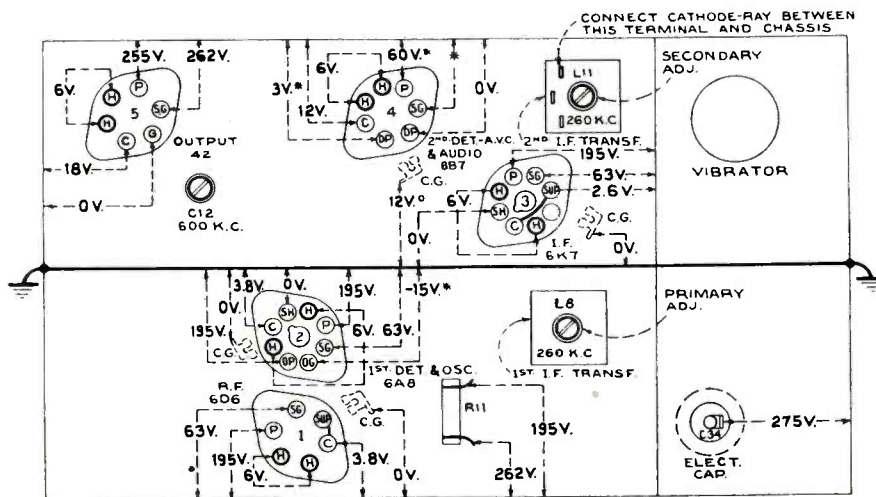 CONNECT CATHODE-RAY BETWEEN
THIS TERMINAL AND CHASSIS
255V. 262V.
60V.* *
6V.
H P
H 5 SG
C G
OUTPUT
42
18V.
0V.
C12
600 K.C.
3V.*
6V.
12V.
H H P
H 4 SG
C DP DP
0V.
2ND DET.-A.V.C.
& AUDIO
6B7
C.G.
12V.°
L11
260 K.C
SECONDARY
ADJ.
2ND I.F. TRANSF.
195V.
63V.
2.6V.
P SG
H SUP
SH 3
C H
6V.
0V.
C.G.
0V.
I.F.
6K7
VIBRATOR
3.8V. 0V. 195V. -15V.*
0V.
195V.
SH H
C 2 P
H SG
OP OG
C.G.
6V. 63V.
1ST DET & OSC.
6A8
L8
260 K.C
PRIMARY
ADJ.
1ST I.F. TRANSF.
R.F.
6D6
SG
SUP
P 1 C
H H
C.G.
63V.
195V.
6V.
3.8V.
0V.
R11
195V.
262V.
C34
275V.
ELECT.
CAP.